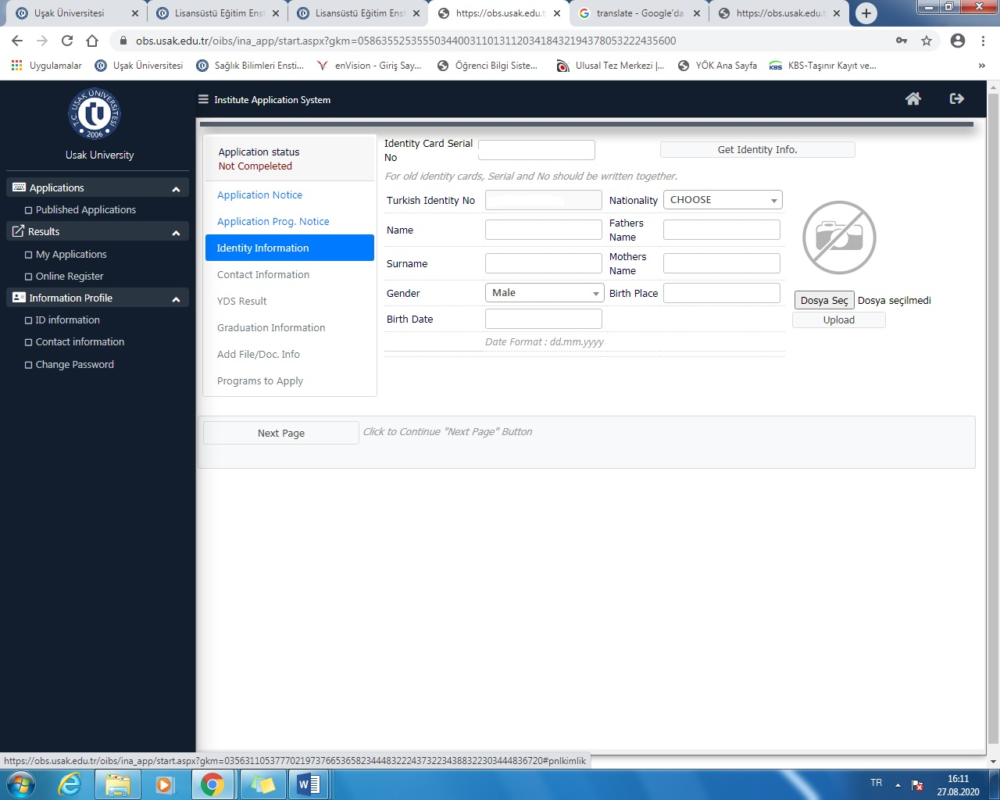 Uşak Üniversitesi
Lisansüstü Eğitim Enst
Lisansüstü Eğitim Enst
https://obs.usak.edu.t
translate - Google'da
https://obs.usak.edu.t
obs.usak.edu.tr/oibs/ina_app/start.aspx?gkm=0586355253555034400311013112034184321943780532224356​00
Uygulamalar
Uşak Üniversitesi
Sağlık Bilimleri Ensti...
enVision - Giriş Say...
Öğrenci Bilgi Siste...
Ulusal Tez Merkezi |...
YÖK Ana Sayfa
KBS-Taşınır Kayıt ve...
T.C. UŞAK ÜNİVERSİTESİ
2006
Usak University
Applications
Published Applications
Results
My Applications
Online Register
Information Profile
ID information
Contact information
Change Password
Institute Application System
Application status
Not Compeleted
Application Notice
Application Prog. Notice
Identity Information
Contact Information
YDS Result
Graduation Information
Add File/Doc. Info
Programs to Apply
Identity Card Serial
No
Get Identity Info.
For old identity cards, Serial and No should be written together.
Turkish Identity No
Nationality
CHOOSE
Name
Fathers
Name
Surname
Mothers
Name
Gender
Male
Birth Place
Birth Date
Date Format : dd.mm.yyyy
Dosya Seç
Dosya seçilmedi
Upload
Next Page
Click to Continue "Next Page" Button
https://obs.usak.edu.tr/oibs/ina_app/start.aspx?gkm=0356311053777021973766536582344483222437322343883223034448367​20#pnlkimlik
TR
16:11
27.08.2020